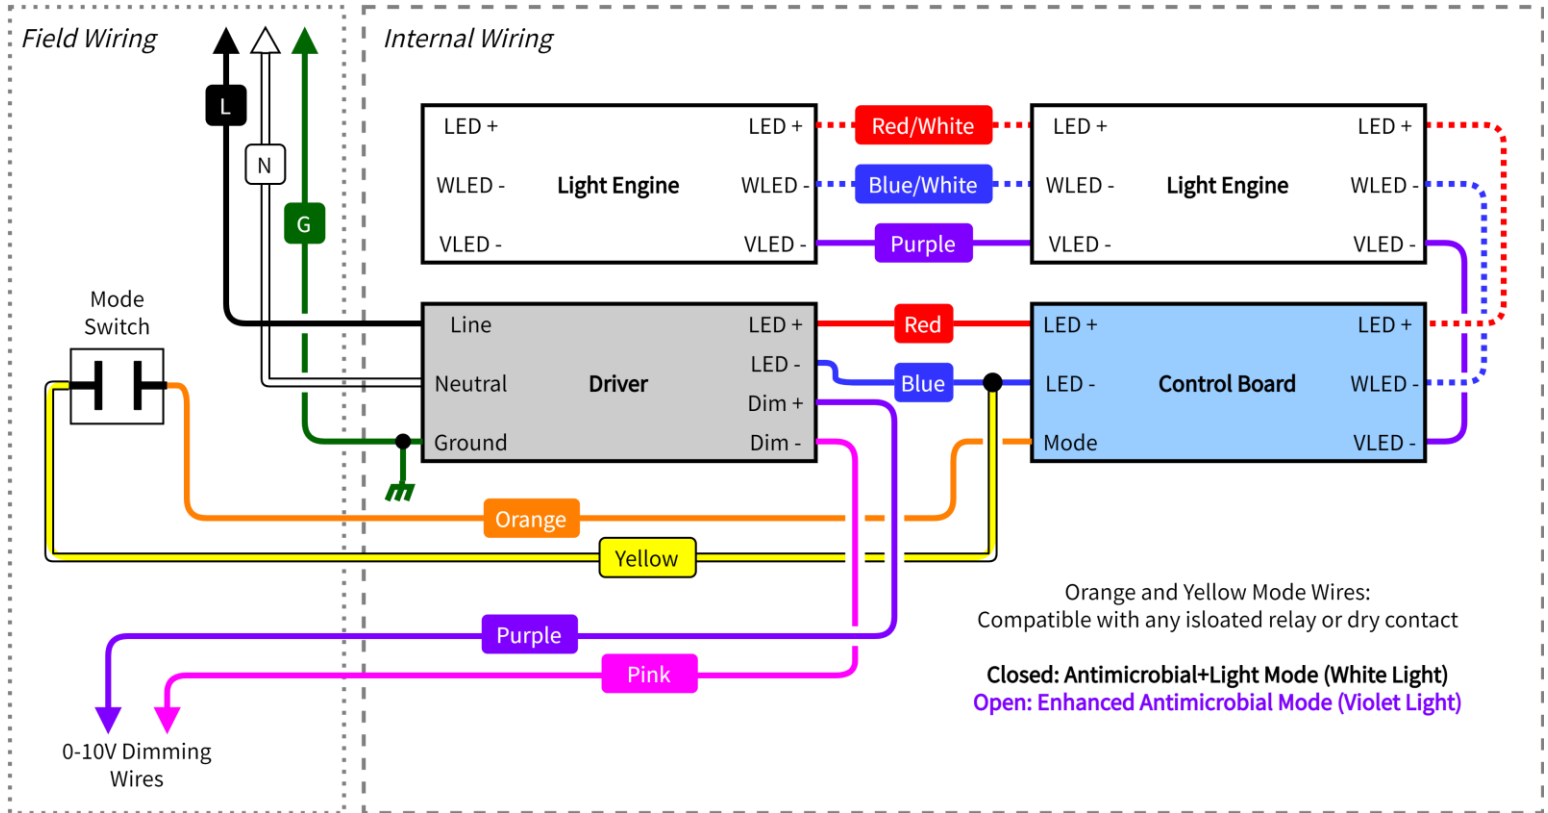 Field Wiring
Internal Wiring
L
N
G
LED +
LED +
Red/White
LED +
LED +
WLED -
Light Engine
WLED -
Blue/White
WLED -
Light Engine
WLED -
VLED -
VLED -
Purple
VLED -
VLED -
Mode
Switch
Line
LED +
Red
LED +
LED +
LED -
Neutral
Driver
Blue
LED -
Control Board
WLED -
Dim +
Ground
Dim -
Mode
VLED -
Orange
Yellow
Orange and Yellow Mode Wires:
Compatible with any isloated relay or dry contact
Purple
Pink
Closed: Antimicrobial+Light Mode (White Light)
Open: Enhanced Antimicrobial Mode (Violet Light)
0-10V Dimming
Wires